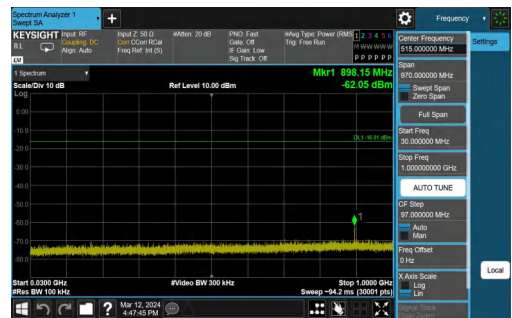 Spectrum Analyzer 1
Swept SA
Frequency
KEYSIGHT
RL
Input: RF
Coupling: DC
Align: Auto
Input Z: 50 Ω
Corr CCorr RCal
Freq Ref: Int (S)
#Atten: 20 dB
PNO: Fast
Gate: Off
IF Gain: Low
Sig Track: Off
#Avg Type: Power (RMS
Trig: Free Run
1 2 3 4 5 6
M W W W W W
P P P P P P
LV
1 Spectrum
Scale/Div 10 dB
Log
Ref Level 10.00 dBm
Mkr1 898.15 MHz
-62.05 dBm
0.00
-10.0
DL1 -16.01 dBm
-20.0
-30.0
-40.0
-50.0
1
-60.0
-70.0
-80.0
Start 0.0300 GHz
#Video BW 300 kHz
Stop 1.0000 GHz
#Res BW 100 kHz
Sweep ~94.2 ms (30001 pts)
Mar 12, 2024
4:47:45 PM
Center Frequency
515.000000 MHz
Settings
Span
970.000000 MHz
Swept Span
Zero Span
Full Span
Start Freq
30.000000 MHz
Stop Freq
1.000000000 GHz
AUTO TUNE
CF Step
97.000000 MHz
Auto
Man
Freq Offset
0 Hz
X Axis Scale
Log
Lin
Local
Signal Track